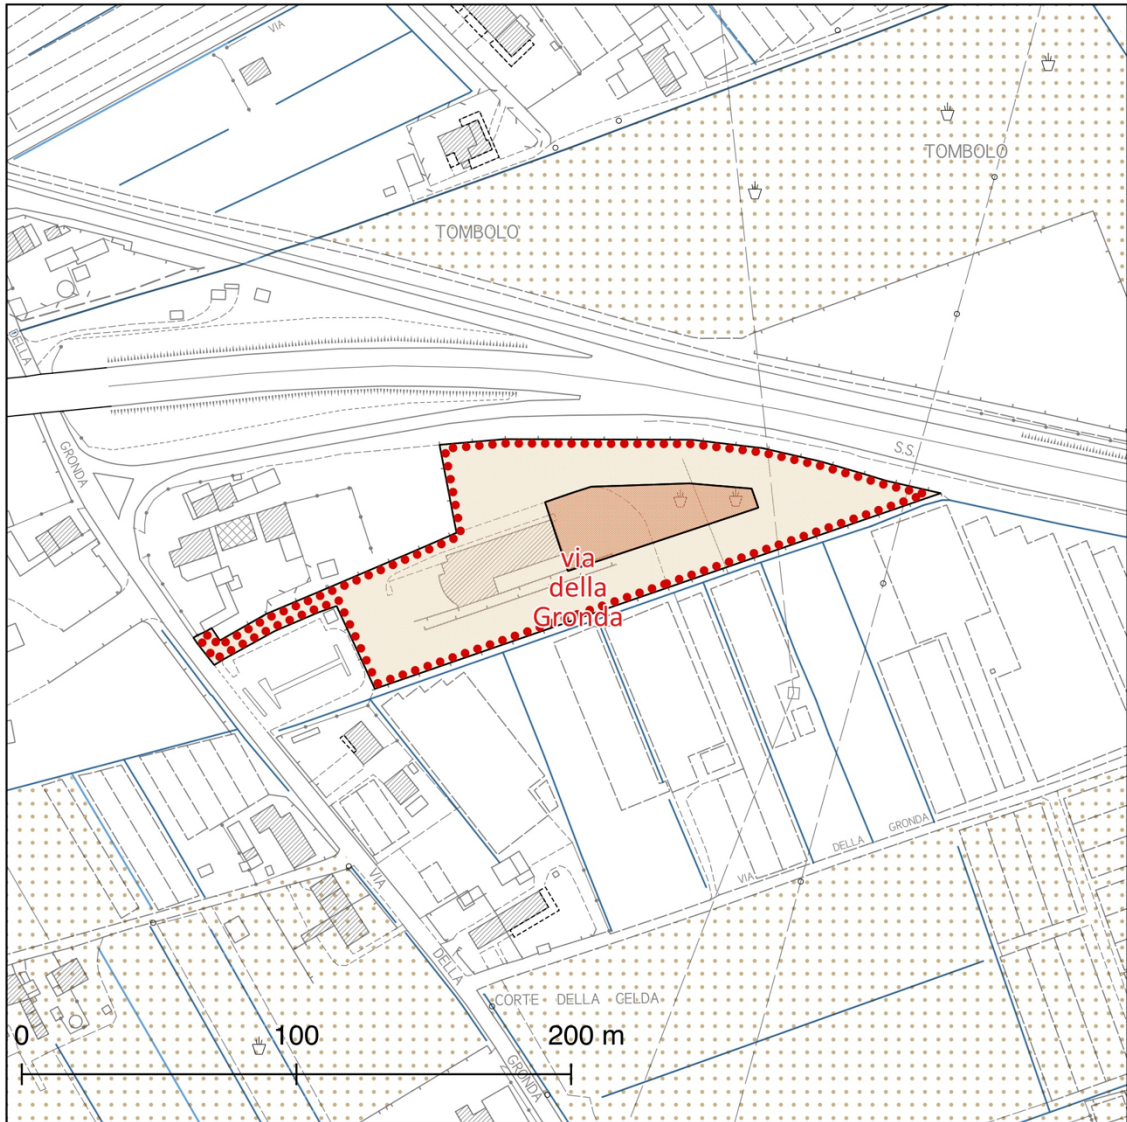 VIA
TOMBOLO
TOMBOLO
DELLA
GRONDA
S.S.
via
della
Gronda
VIA DELLA GRONDA
VIA
DELLA
GRONDA
CORTE DELLA GELDA
0 100 200 m